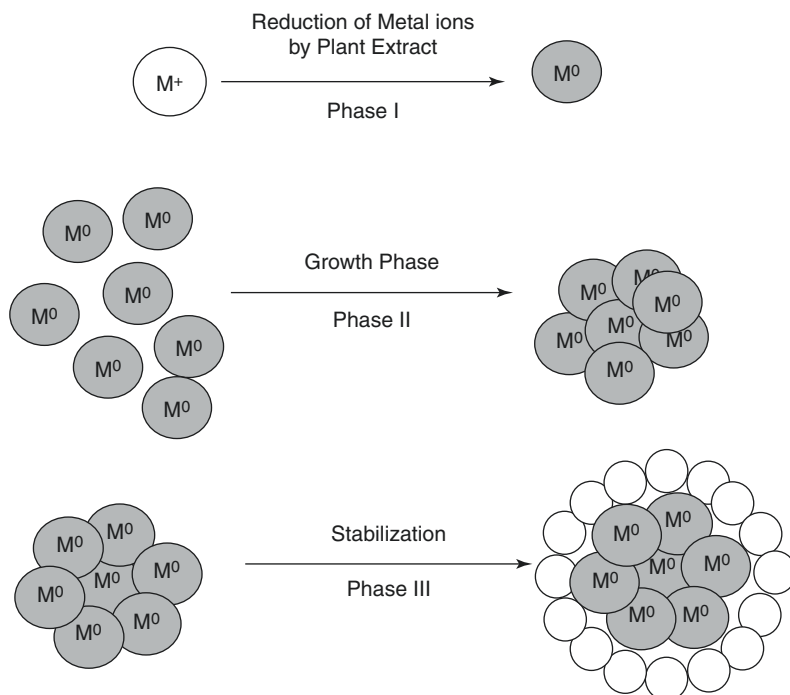 Reduction of Metal ions
by Plant Extract
M+
M⁰
Phase I
M⁰
M⁰
M⁰
M⁰
M⁰
M⁰
M⁰
Growth Phase
Phase II
M⁰
M⁰
M⁰
M⁰
M⁰
M⁰
M⁰
M⁰
M⁰
M⁰
M⁰
M⁰
M⁰
M⁰
Stabilization
Phase III
M⁰
M⁰
M⁰
M⁰
M⁰
M⁰
M⁰